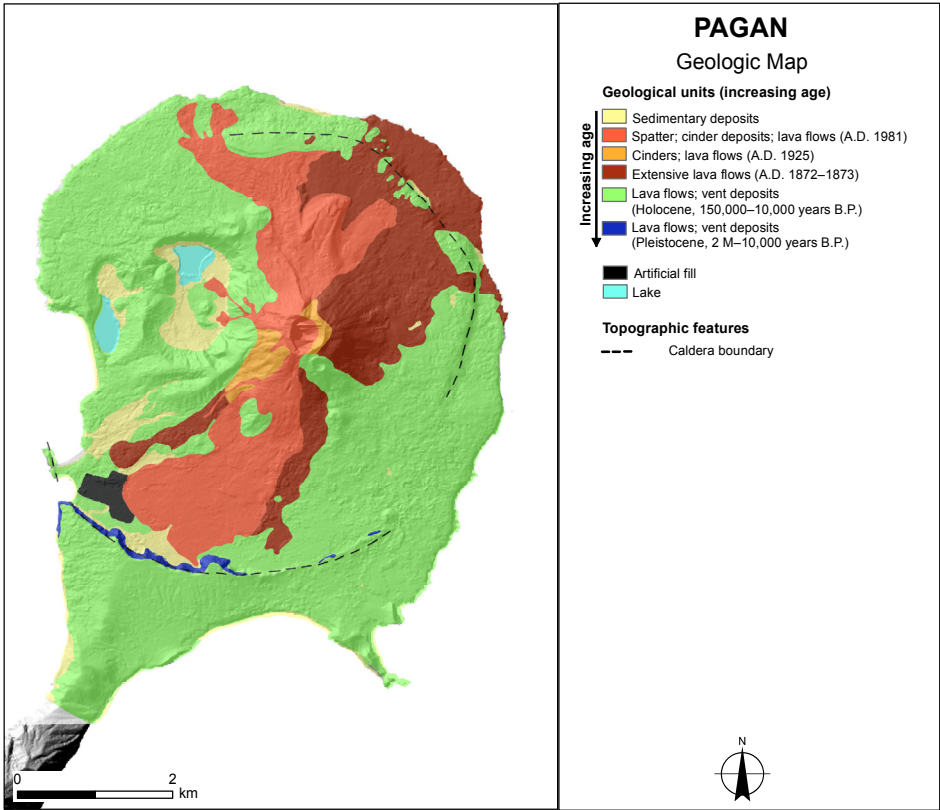 PAGAN
Geologic Map
Geological units (increasing age)
Increasing age
Sedimentary deposits
Spatter; cinder deposits; lava flows (A.D. 1981)
Cinders; lava flows (A.D. 1925)
Extensive lava flows (A.D. 1872–1873)
Lava flows; vent deposits
(Holocene, 150,000–10,000 years B.P.)
Lava flows; vent deposits
(Pleistocene, 2 M–10,000 years B.P.)
Artificial fill
Lake
Topographic features
Caldera boundary
N
0 2
km